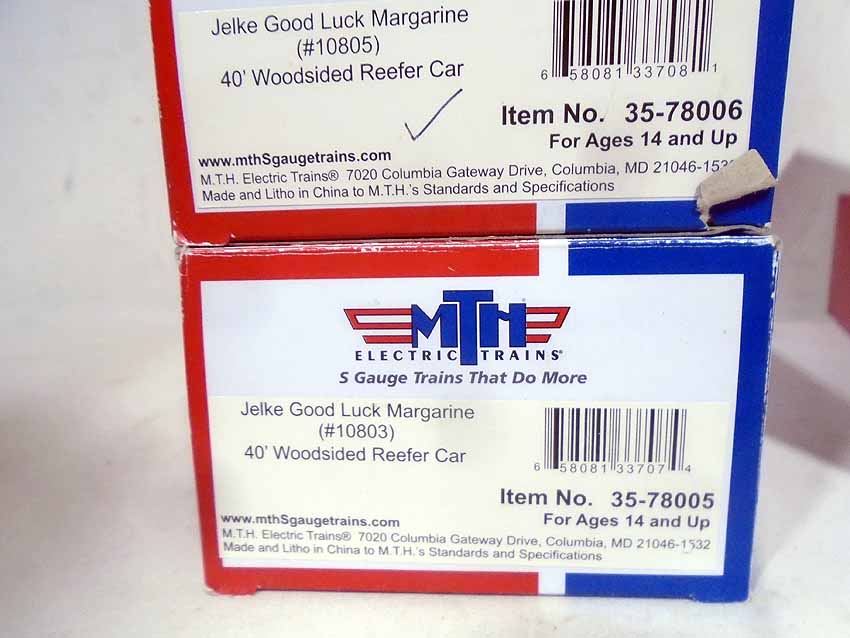 Jelke Good Luck Margarine
(#10805)
40' Woodsided Reefer Car
6 58081 33708 1
Item No. 35-78006
For Ages 14 and Up
www.mthSgaugetrains.com
M.T.H. Electric Trains® 7020 Columbia Gateway Drive, Columbia, MD 21046-1532
Made and Litho in China to M.T.H.'s Standards and Specifications
MTH
ELECTRIC TRAINS®
S Gauge Trains That Do More
Jelke Good Luck Margarine
(#10803)
40' Woodsided Reefer Car
6 58081 33707 4
Item No. 35-78005
For Ages 14 and Up
www.mthSgaugetrains.com
M.T.H. Electric Trains® 7020 Columbia Gateway Drive, Columbia, MD 21046-1532
Made and Litho in China to M.T.H.'s Standards and Specifications